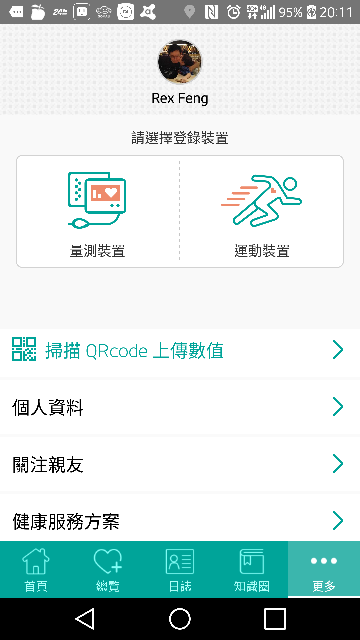 95% 20:11
Rex Feng
請選擇登錄裝置
量測裝置
運動裝置
掃描 QRcode 上傳數值
個人資料
關注親友
健康服務方案
首頁
總覽
日誌
知識圈
更多